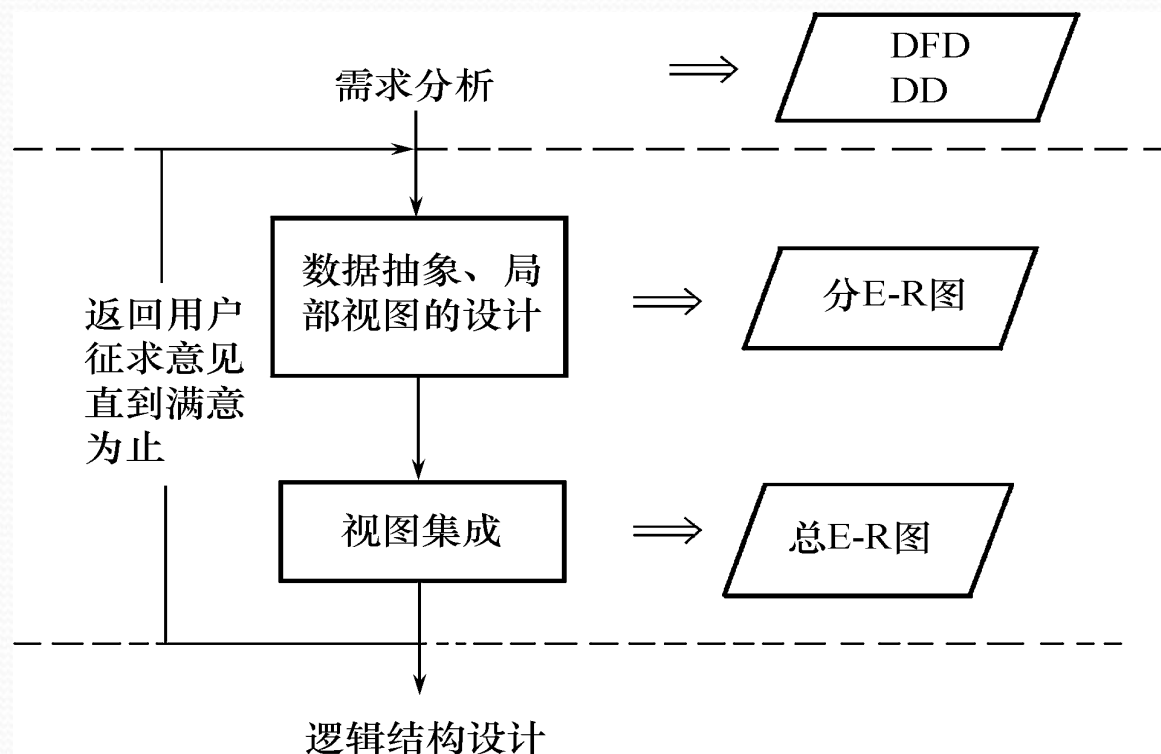 DFD
DD
需求分析
数据抽象、局
部视图的设计
分E-R图
返回用户
征求意见
直到满意
为止
视图集成
总E-R图
逻辑结构设计